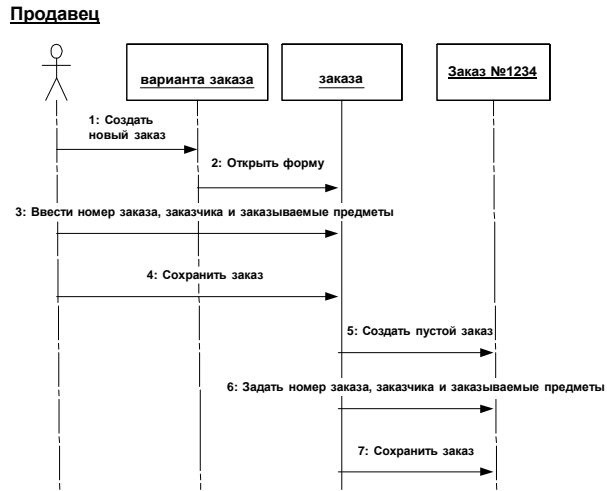 Продавец
варианта заказа
заказа
Заказ №1234
1: Создать
новый заказ
2: Открыть форму
3: Ввести номер заказа, заказчика и заказываемые предметы
4: Сохранить заказ
5: Создать пустой заказ
6: Задать номер заказа, заказчика и заказываемые предметы
7: Сохранить заказ